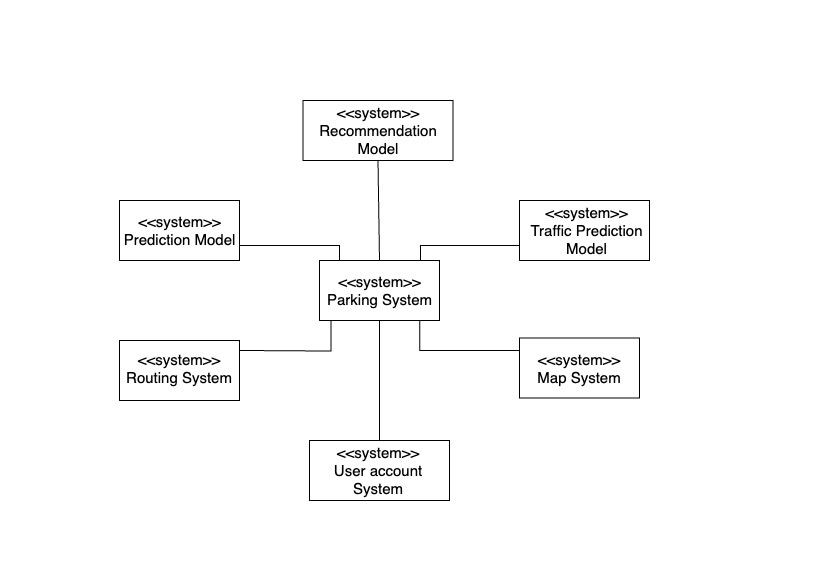 <<system>>
Recommendation
Model
<<system>>
Prediction Model
<<system>>
Traffic Prediction
Model
<<system>>
Parking System
<<system>>
Routing System
<<system>>
Map System
<<system>>
User account
System